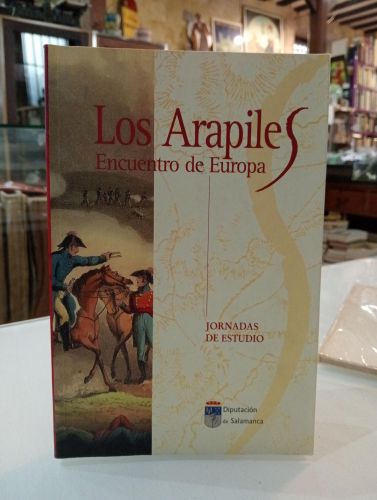 Los Arapiles
Encuentro de Europa
JORNADAS
DE ESTUDIO
Diputación
de Salamanca